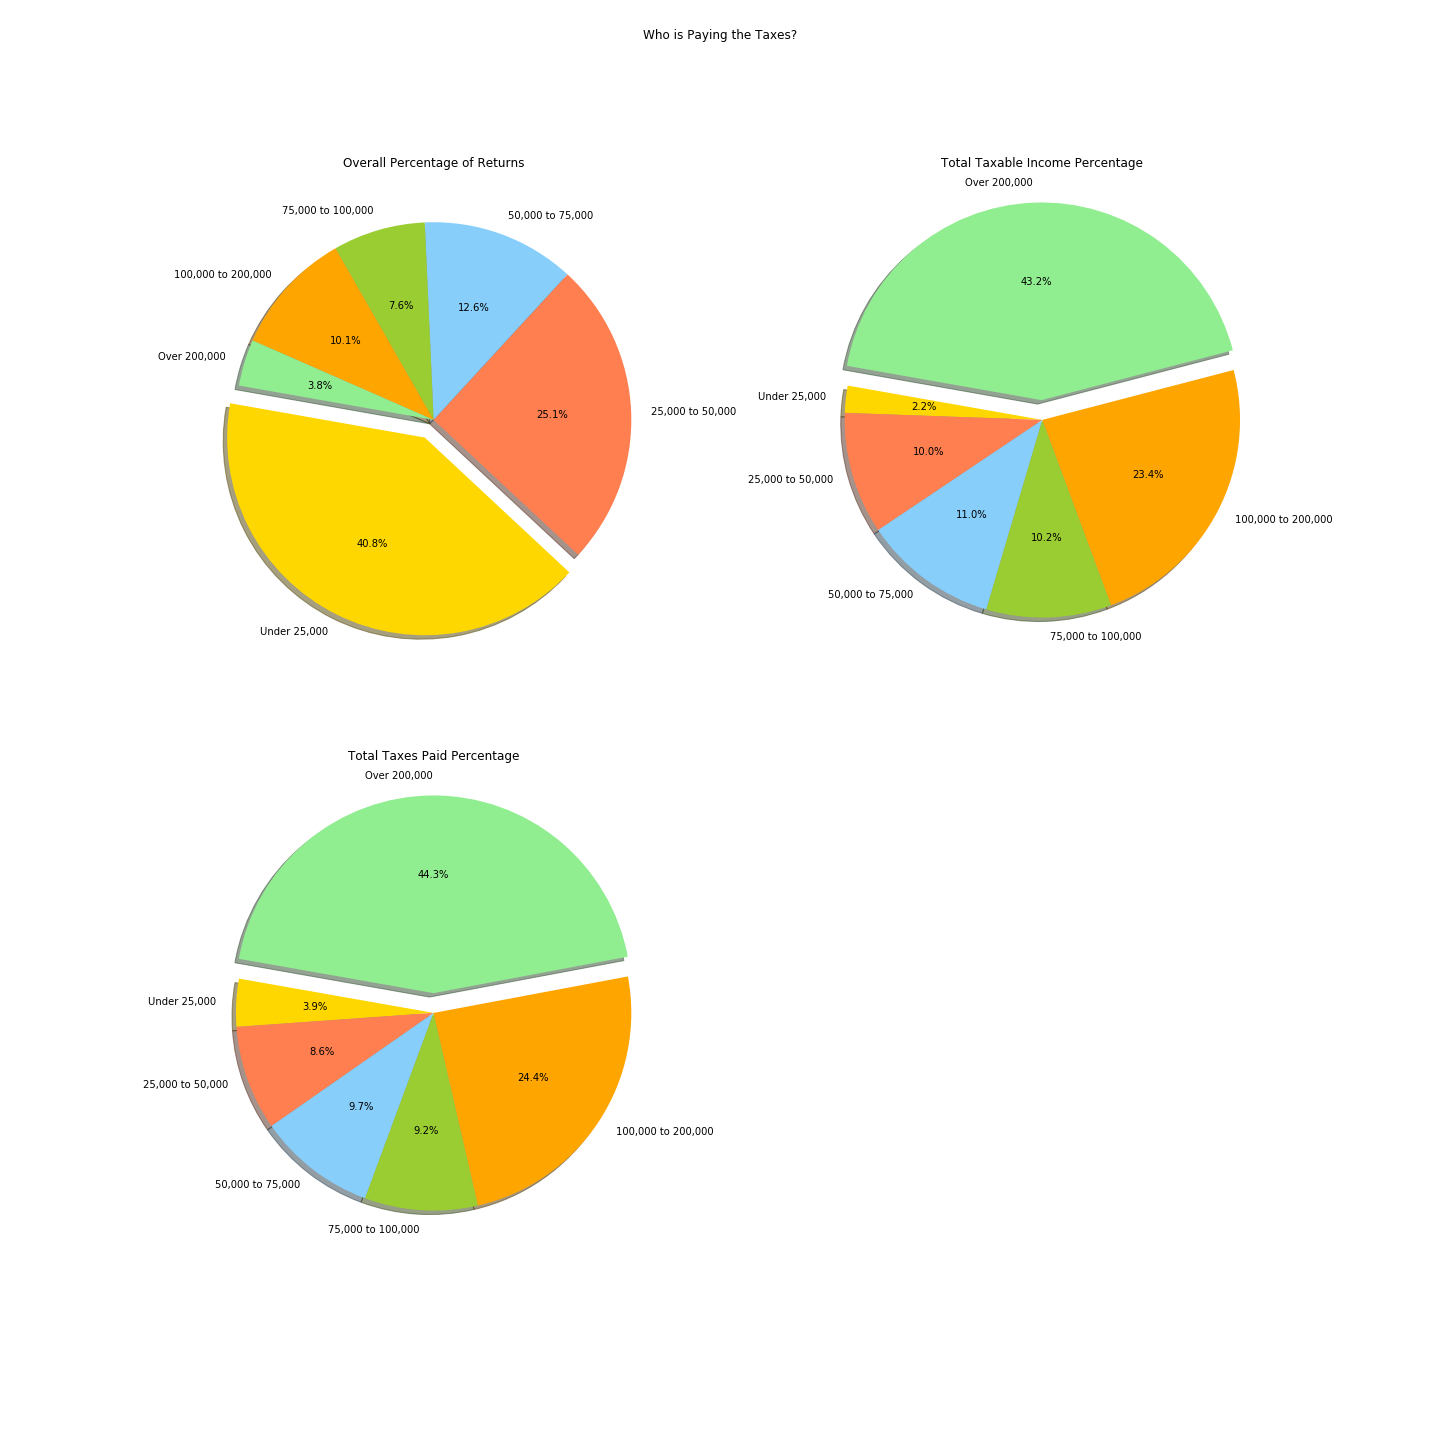 Who is Paying the Taxes?
Overall Percentage of Returns
75,000 to 100,000
50,000 to 75,000
100,000 to 200,000
7.6%
12.6%
10.1%
Over 200,000
3.8%
25,000 to 50,000
25.1%
40.8%
Under 25,000
Total Taxable Income Percentage
Over 200,000
43.2%
Under 25,000
2.2%
25,000 to 50,000
10.0%
23.4%
11.0%
100,000 to 200,000
10.2%
50,000 to 75,000
75,000 to 100,000
Total Taxes Paid Percentage
Over 200,000
44.3%
Under 25,000
3.9%
8.6%
25,000 to 50,000
24.4%
9.7%
9.2%
100,000 to 200,000
50,000 to 75,000
75,000 to 100,000